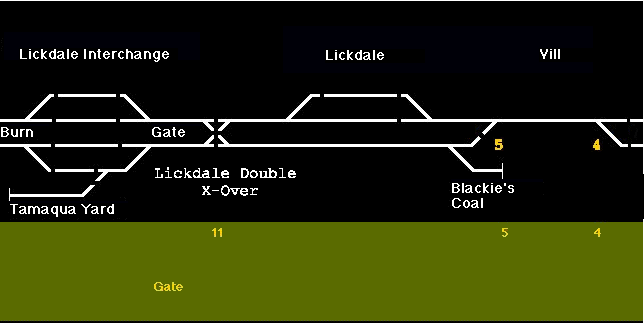 Lickdale Interchange
Lickdale
Vill
Burn
Gate
5
4
Lickdale Double
X-Over
Blackie's
Coal
Tamaqua Yard
11
5
4
Gate